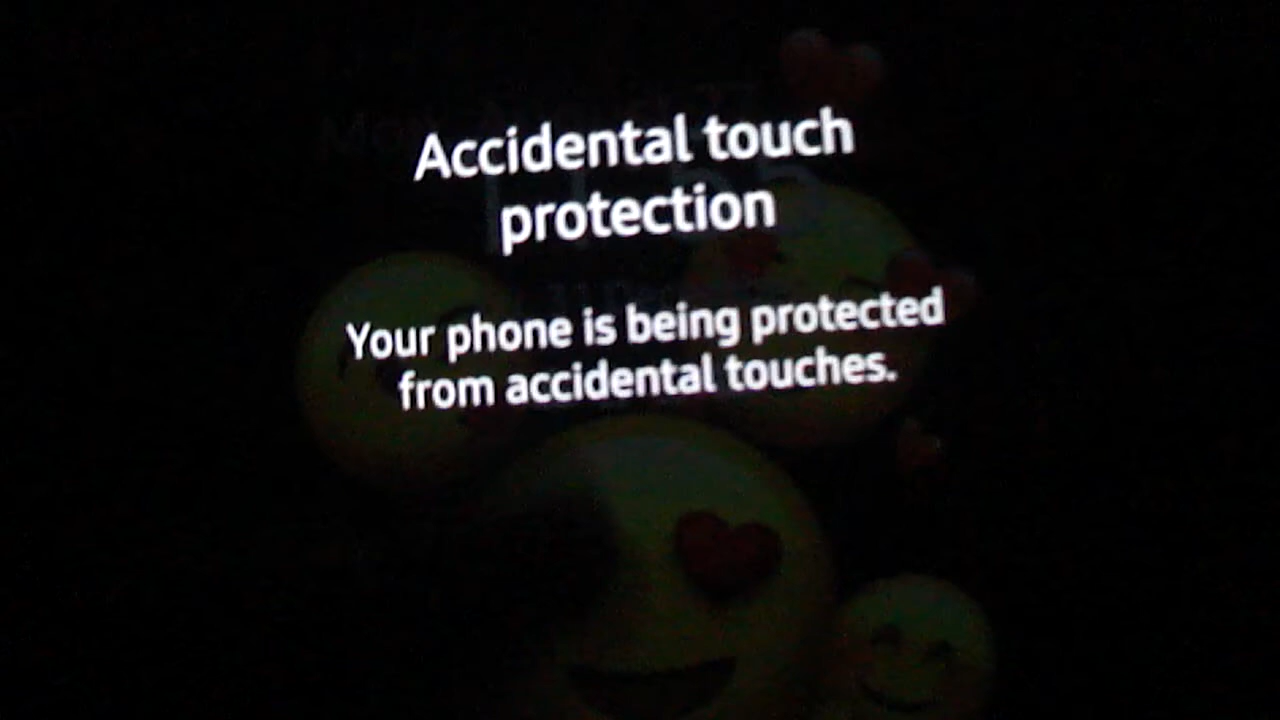 Accidental touch
protection
Your phone is being protected
from accidental touches.